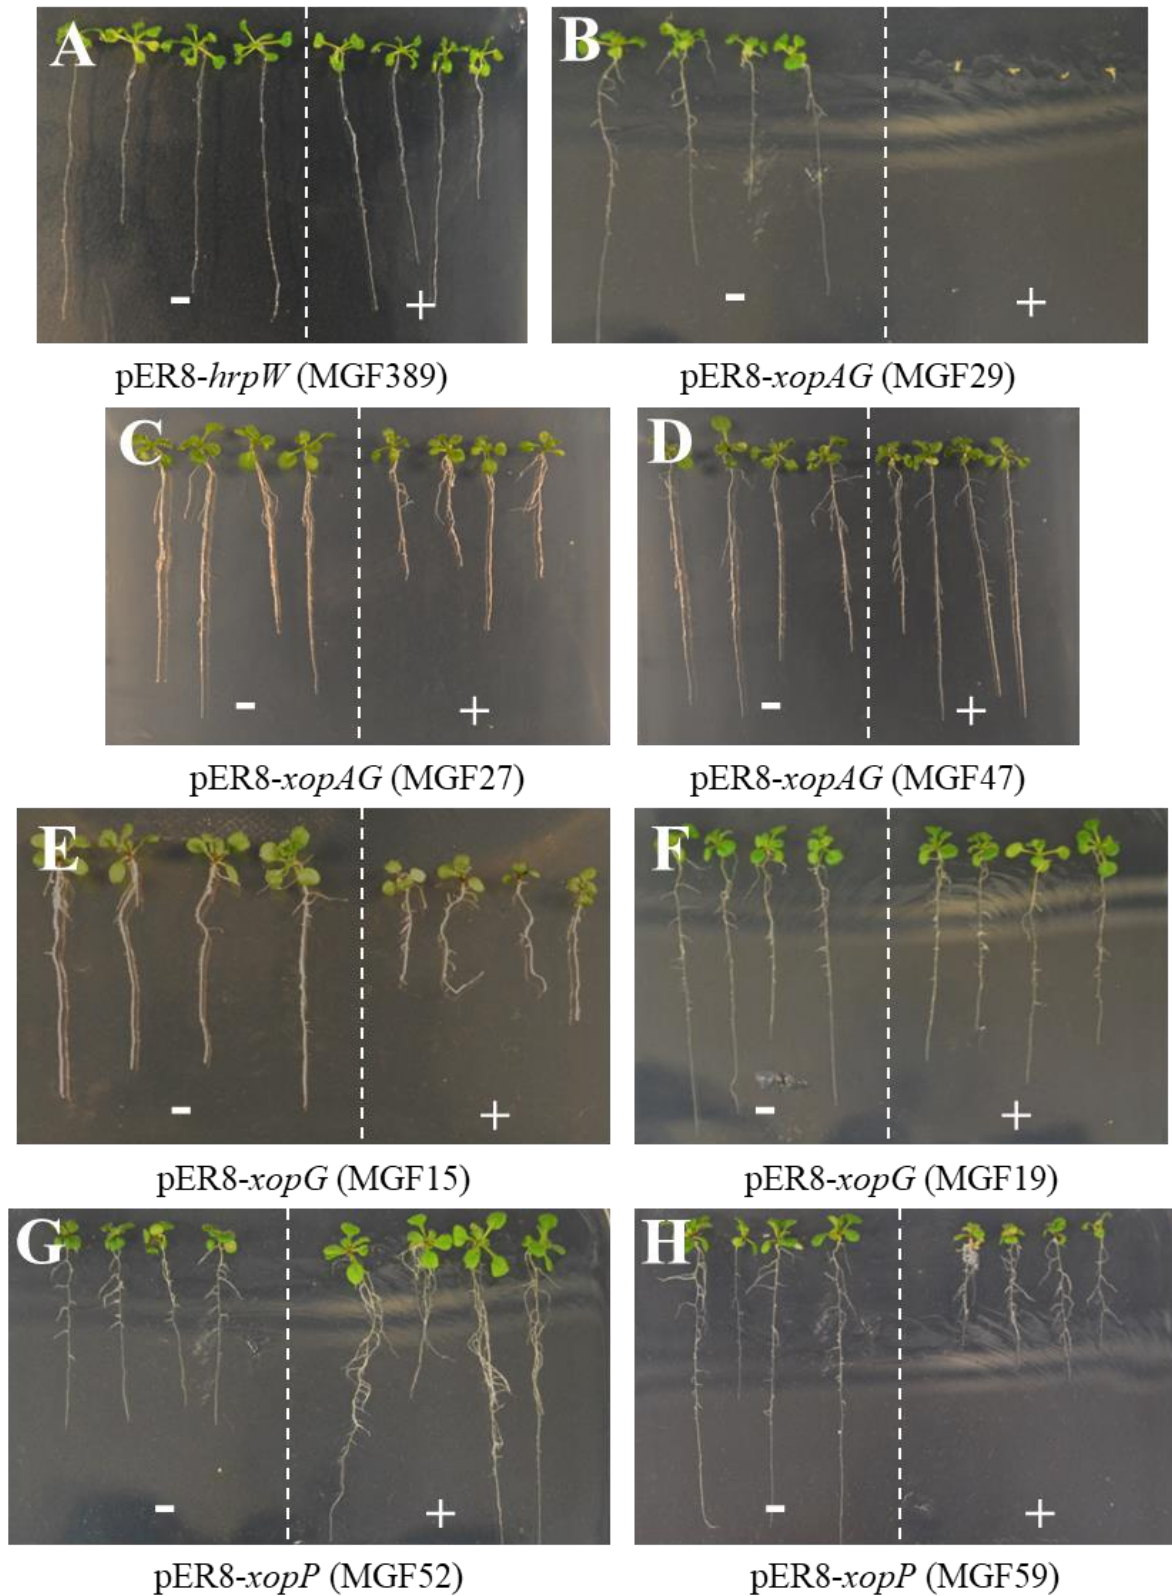 A
B
-
+
-
+
pER8-hrpW (MGF389)
pER8-xopAG (MGF29)
C
D
-
+
-
+
pER8-xopAG (MGF27)
pER8-xopAG (MGF47)
E
F
-
+
-
+
pER8-xopG (MGF15)
pER8-xopG (MGF19)
G
H
-
+
-
+
pER8-xopP (MGF52)
pER8-xopP (MGF59)